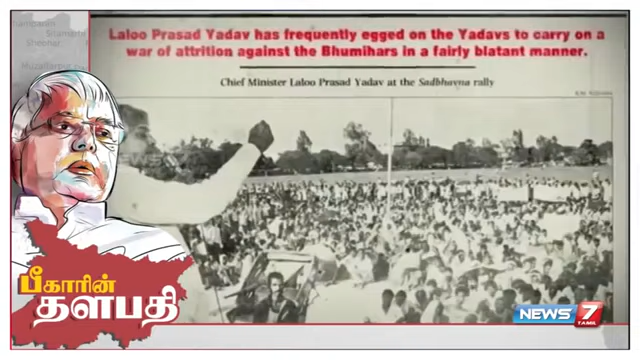 Laloo Prasad Yadav has frequently egged on the Yadavs to carry on a
war of attrition against the Bhumihars in a fairly blatant manner.
Chief Minister Laloo Prasad Yadav at the Sadbhavna rally
பீகாரின்
தளபதி
NEWS 7
TAMIL